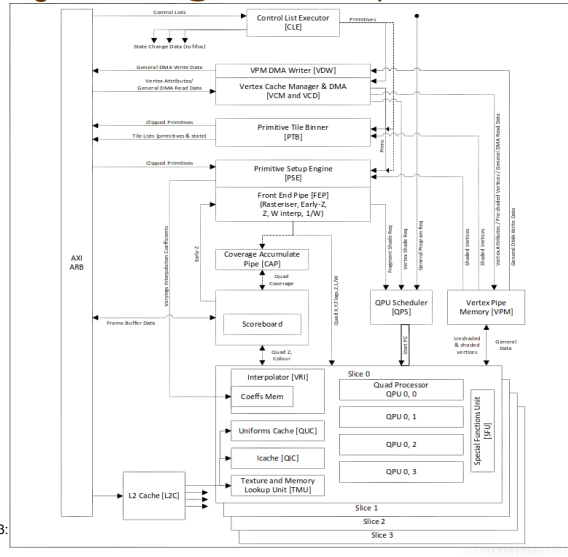 Control Lists
Control List Executor
[CLE]
Primitives
State Change Data (to fifos)
General DMA Write Data
VPM DMA Writer [VDW]
Vertex Attributes/
General DMA Read Data
Vertex Cache Manager & DMA
[VCM and VCD]
Clipped Primitives
Primitive Tile Binner
[PTB]
Tile Lists (primitives & state)
Prims
Clipped Primitives
Primitive Setup Engine
[PSE]
Front End Pipe [FEP]
(Rasteriser, Early-Z,
Z, W interp, 1/W)
Varyings Interpolation Coefficients
Early-Z
Fragment Shade Req
Vertex Shade Req
General Program Req
Shaded Vertices
Shaded Vertices
Vertex Attributes / Pre-shaded Vertices / General DMA Read Data
General DMA Write Data
AXI
ARB
Coverage Accumulate
Pipe [CAP]
Quad
Coverage
Quad X,Y,Flags,Z,1/W
QPU Scheduler
[QPS]
Vertex Pipe
Memory [VPM]
Frame Buffer Data
Scoreboard
Start PC
Unshaded
& shaded
vertices
General
Data
Quad Z,
Colour
Slice 0
Interpolator [VRI]
Coeffs Mem
Quad Processor
QPU 0, 0
QPU 0, 1
QPU 0, 2
QPU 0, 3
Special Functions Unit
[SFU]
Uniforms Cache [QUC]
Icache [QIC]
Texture and Memory
Lookup Unit [TMU]
L2 Cache [L2C]
Slice 1
Slice 2
Slice 3
3: